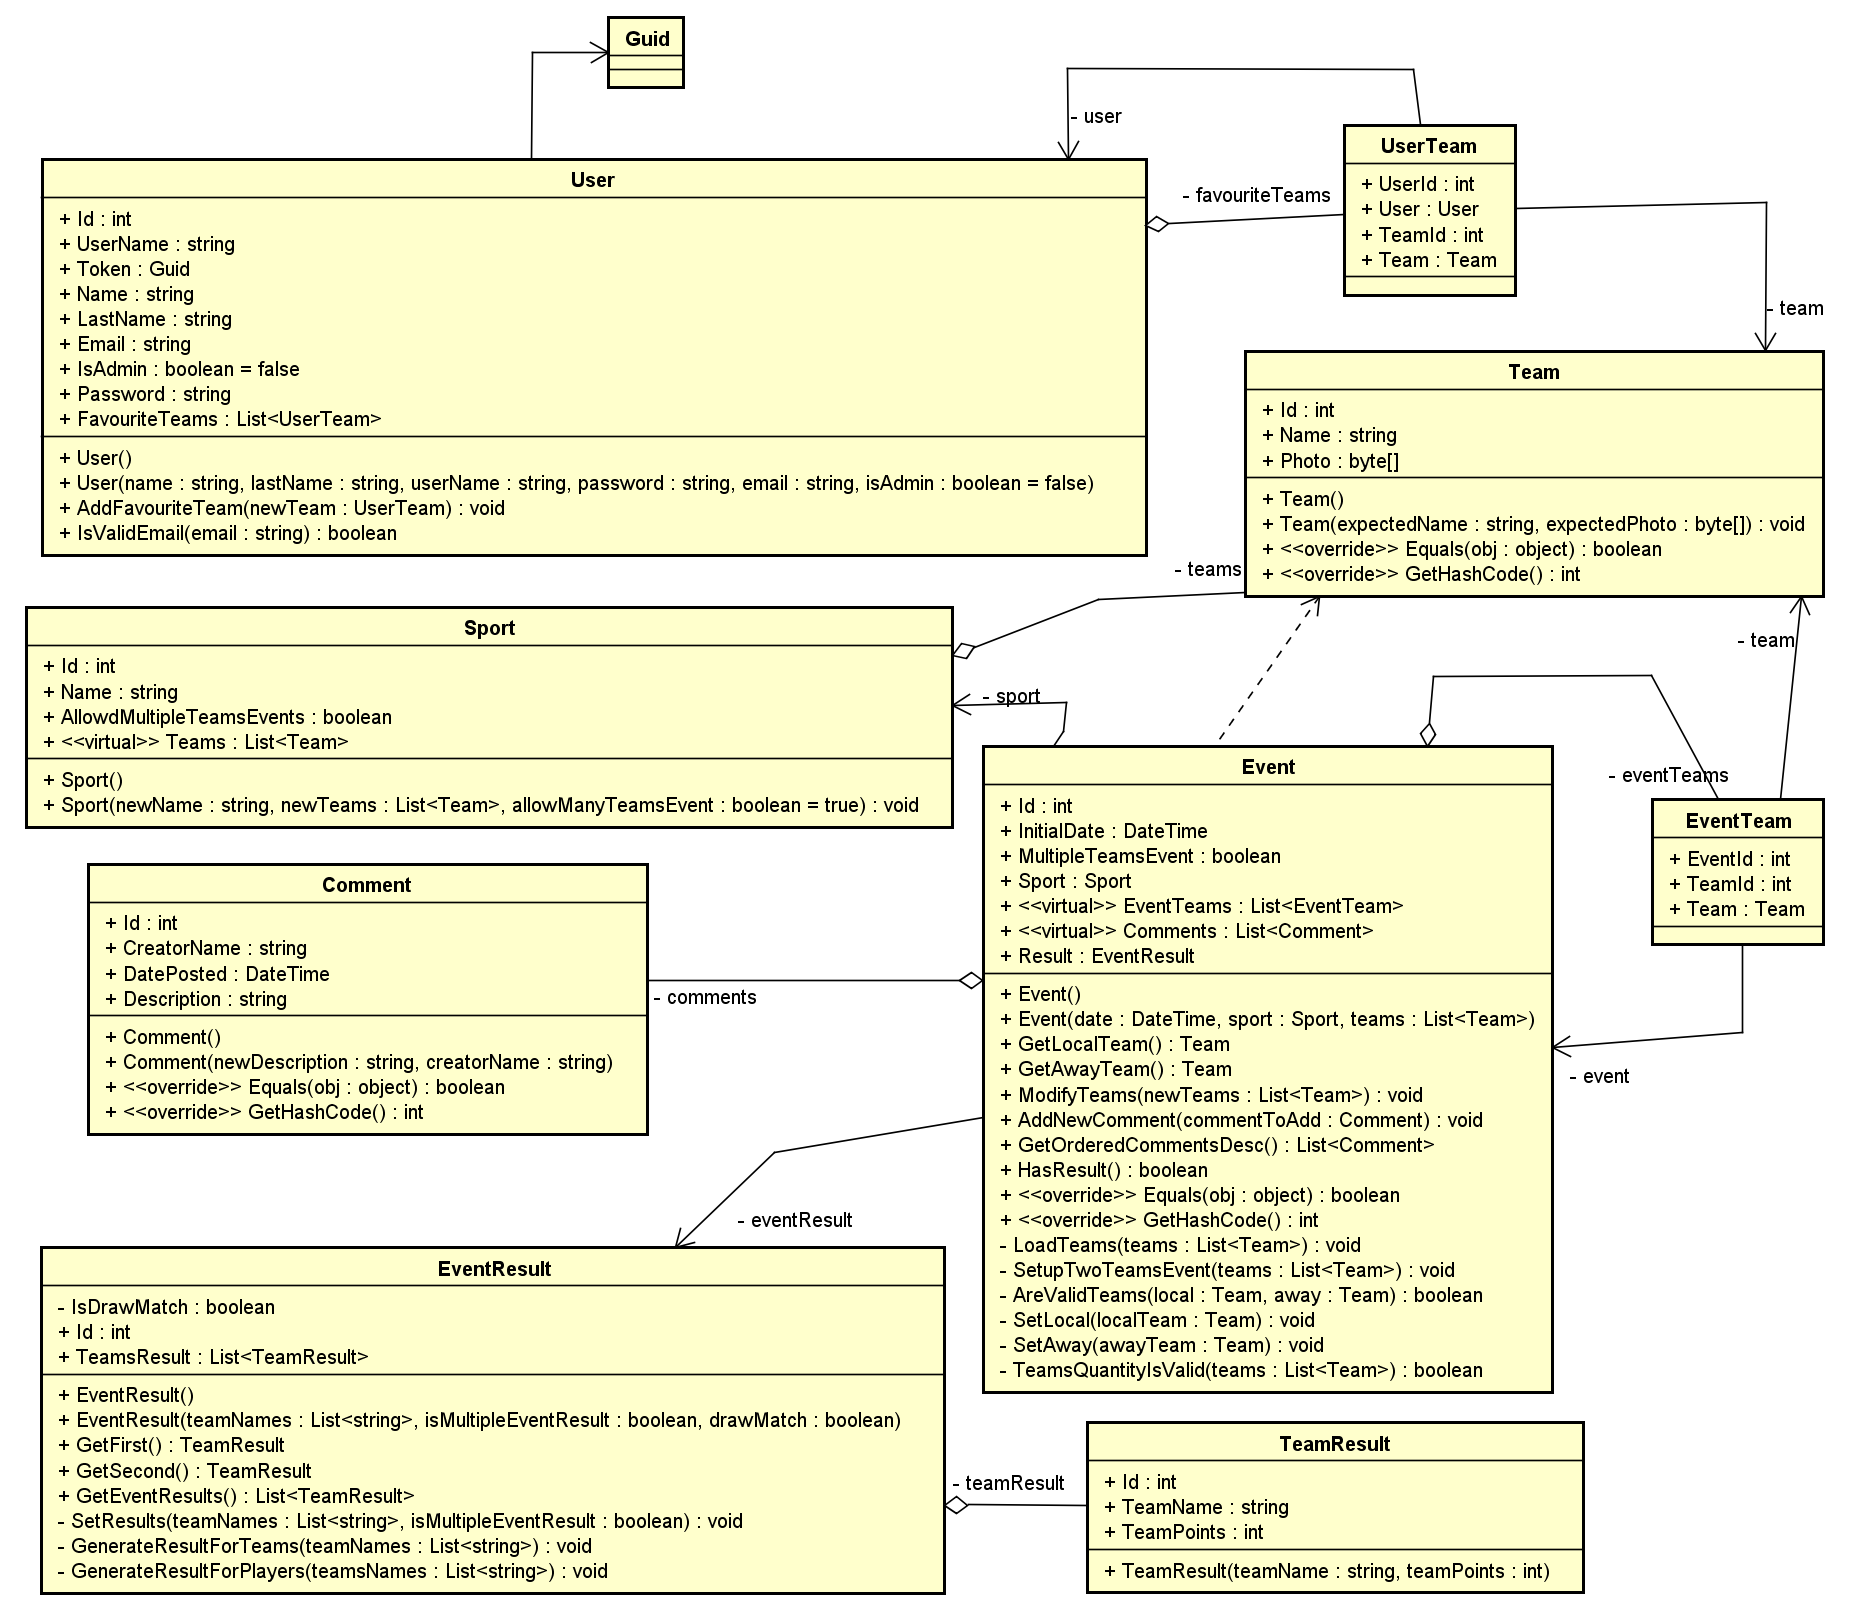 Guid
- user
UserTeam
+ UserId : int
+ User : User
+ TeamId : int
+ Team : Team
- favouriteTeams
- team
User
+ Id : int
+ UserName : string
+ Token : Guid
+ Name : string
+ LastName : string
+ Email : string
+ IsAdmin : boolean = false
+ Password : string
+ FavouriteTeams : List<UserTeam>
+ User()
+ User(name : string, lastName : string, userName : string, password : string, email : string, isAdmin : boolean = false)
+ AddFavouriteTeam(newTeam : UserTeam) : void
+ IsValidEmail(email : string) : boolean
Team
+ Id : int
+ Name : string
+ Photo : byte[]
+ Team()
+ Team(expectedName : string, expectedPhoto : byte[]) : void
+ <<override>> Equals(obj : object) : boolean
+ <<override>> GetHashCode() : int
- teams
- team
Sport
+ Id : int
+ Name : string
+ AllowdMultipleTeamsEvents : boolean
+ <<virtual>> Teams : List<Team>
+ Sport()
+ Sport(newName : string, newTeams : List<Team>, allowManyTeamsEvent : boolean = true) : void
- sport
- eventTeams
Event
+ Id : int
+ InitialDate : DateTime
+ MultipleTeamsEvent : boolean
+ Sport : Sport
+ <<virtual>> EventTeams : List<EventTeam>
+ <<virtual>> Comments : List<Comment>
+ Result : EventResult
+ Event()
+ Event(date : DateTime, sport : Sport, teams : List<Team>)
+ GetLocalTeam() : Team
+ GetAwayTeam() : Team
+ ModifyTeams(newTeams : List<Team>) : void
+ AddNewComment(commentToAdd : Comment) : void
+ GetOrderedCommentsDesc() : List<Comment>
+ HasResult() : boolean
+ <<override>> Equals(obj : object) : boolean
+ <<override>> GetHashCode() : int
- LoadTeams(teams : List<Team>) : void
- SetupTwoTeamsEvent(teams : List<Team>) : void
- AreValidTeams(local : Team, away : Team) : boolean
- SetLocal(localTeam : Team) : void
- SetAway(awayTeam : Team) : void
- TeamsQuantityIsValid(teams : List<Team>) : boolean
EventTeam
+ EventId : int
+ TeamId : int
+ Team : Team
- event
Comment
+ Id : int
+ CreatorName : string
+ DatePosted : DateTime
+ Description : string
+ Comment()
+ Comment(newDescription : string, creatorName : string)
+ <<override>> Equals(obj : object) : boolean
+ <<override>> GetHashCode() : int
- comments
- eventResult
EventResult
- IsDrawMatch : boolean
+ Id : int
+ TeamsResult : List<TeamResult>
+ EventResult()
+ EventResult(teamNames : List<string>, isMultipleEventResult : boolean, drawMatch : boolean)
+ GetFirst() : TeamResult
+ GetSecond() : TeamResult
+ GetEventResults() : List<TeamResult>
- SetResults(teamNames : List<string>, isMultipleEventResult : boolean) : void
- GenerateResultForTeams(teamNames : List<string>) : void
- GenerateResultForPlayers(teamsNames : List<string>) : void
- teamResult
TeamResult
+ Id : int
+ TeamName : string
+ TeamPoints : int
+ TeamResult(teamName : string, teamPoints : int)